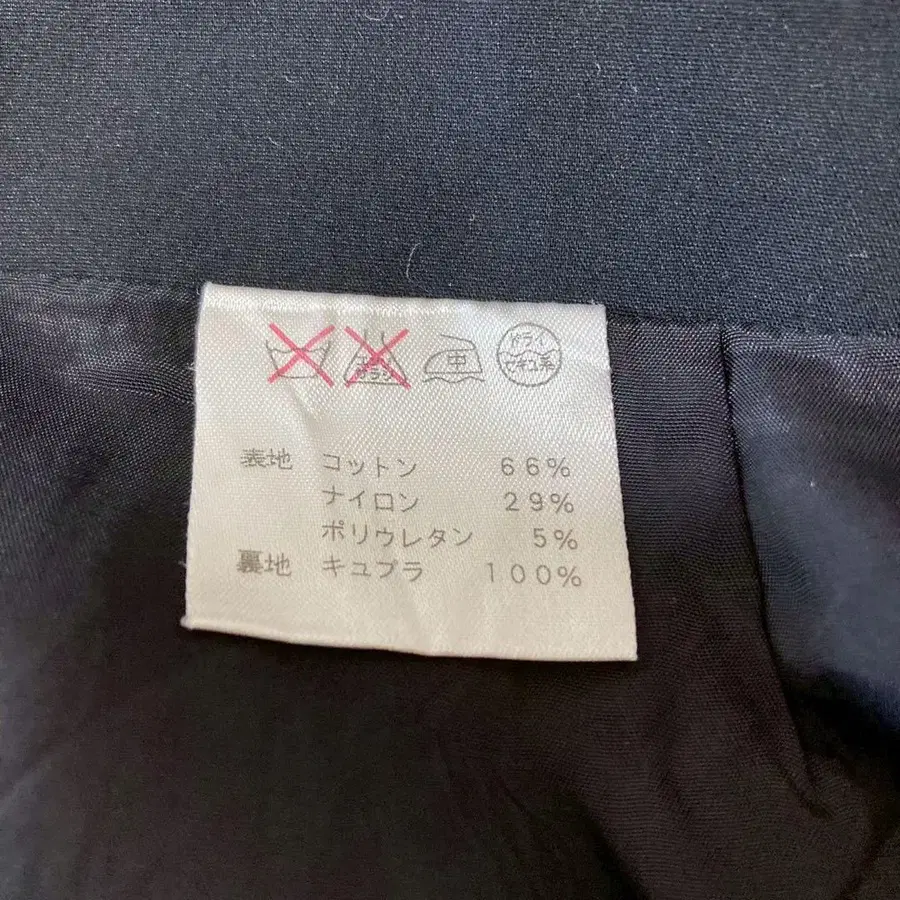 中 ドライ
セキユ系
表地 コットン 66%
ナイロン 29%
ポリウレタン 5%
裏地 キュプラ 100%